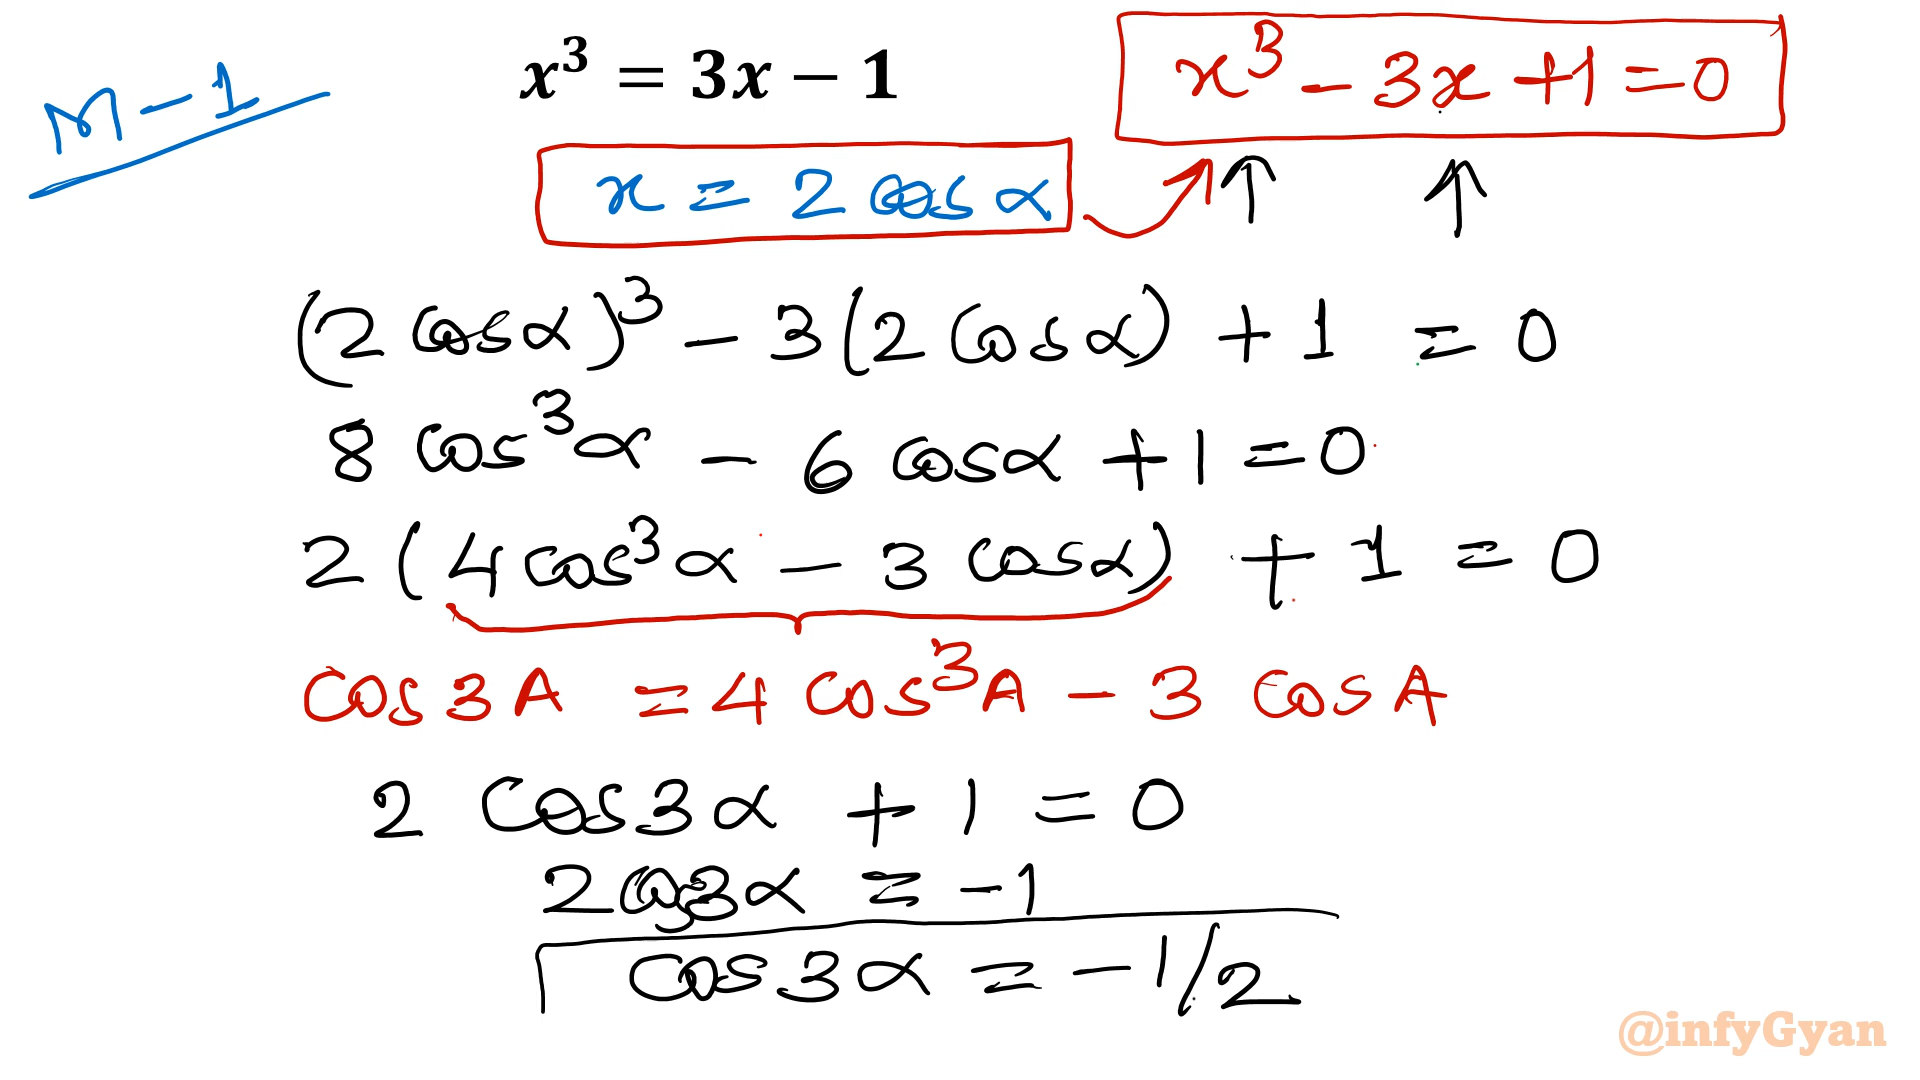 M-1
x³ = 3x − 1
x³ - 3x + 1 = 0
x = 2 cos α
(2 cos α)³ - 3(2 cos α) + 1 = 0
8 cos³α - 6 cos α + 1 = 0
2 (4 cos³α - 3 cos α) + 1 = 0
cos 3A = 4 cos³A - 3 cos A
2 cos 3α + 1 = 0
2 cos 3α = -1
cos 3α = -1/2
@infyGyan